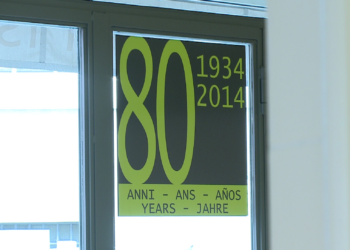 80
1934
2014
ANNI - ANS - AÑOS
YEARS - JAHRE